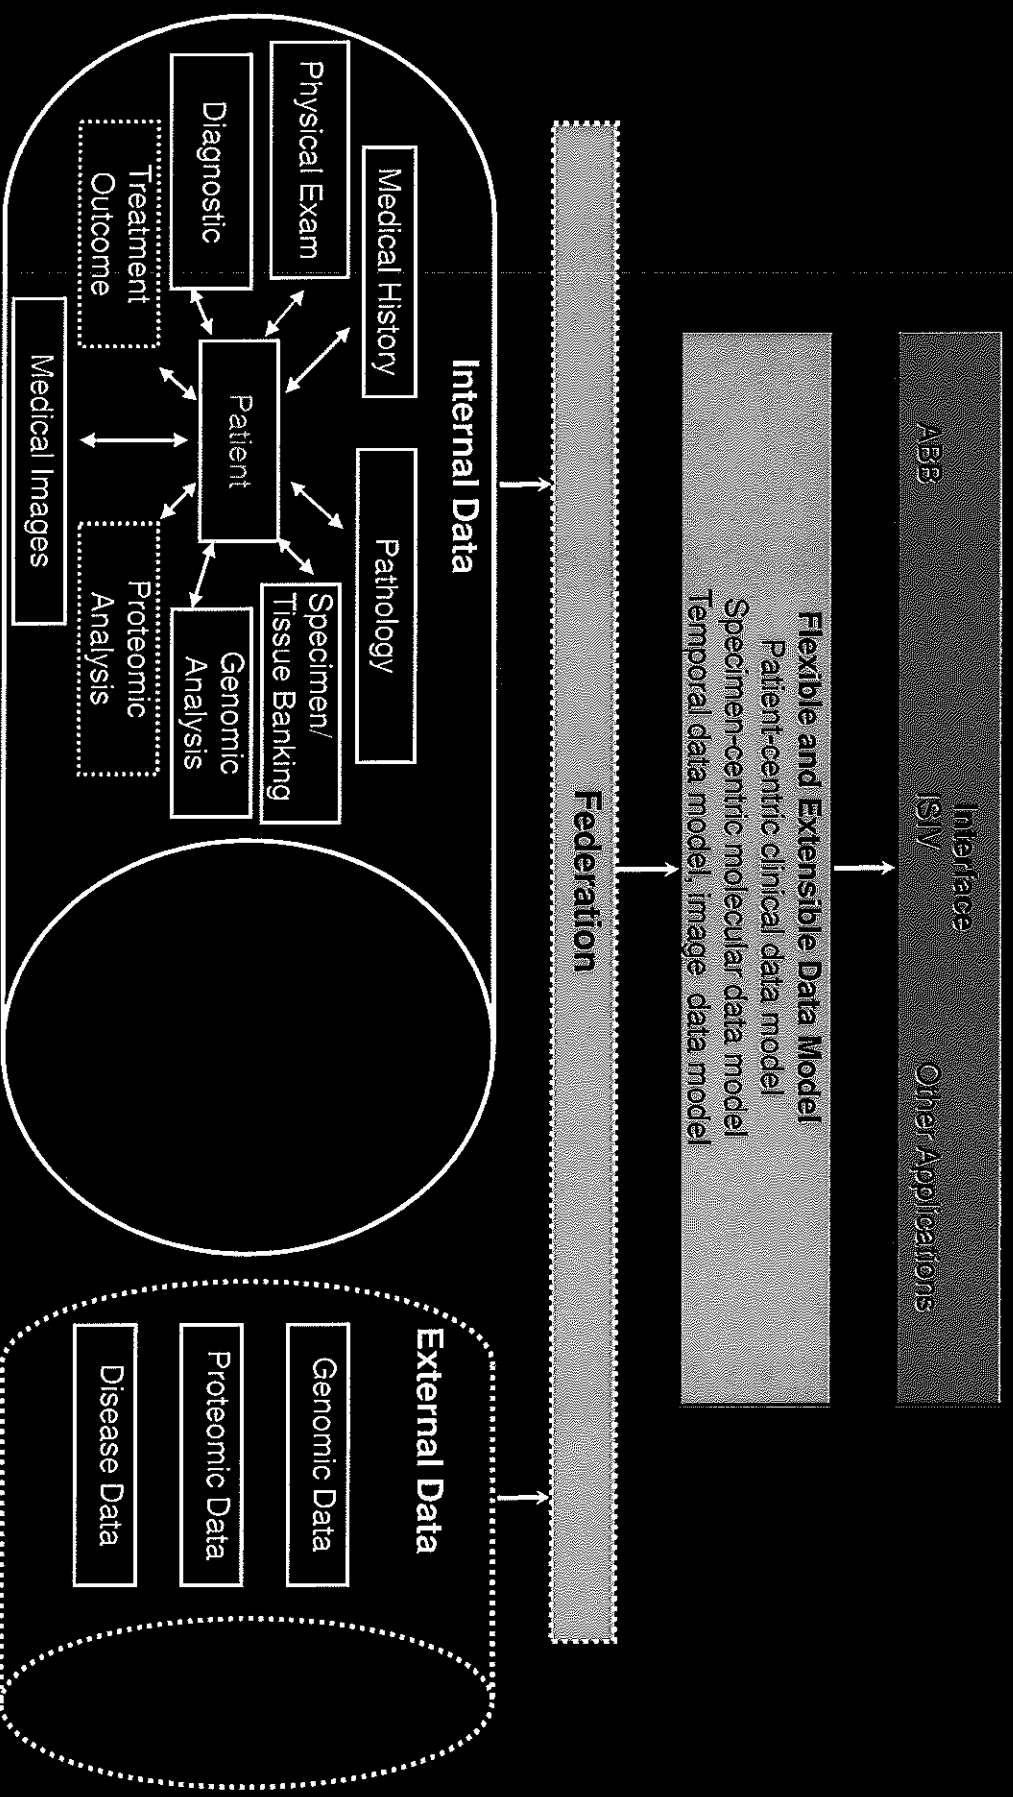 Interface
ABB
ISIV
Other Applications
Flexible and Extensible Data Model
Patient-centric clinical data model
Specimen-centric molecular data model
Temporal data model, image data model
Federation
Internal Data
Medical History
Pathology
Physical Exam
Specimen/
Tissue Banking
Diagnostic
Patient
Genomic
Analysis
Treatment
Outcome
Proteomic
Analysis
Medical Images
External Data
Genomic Data
Proteomic Data
Disease Data